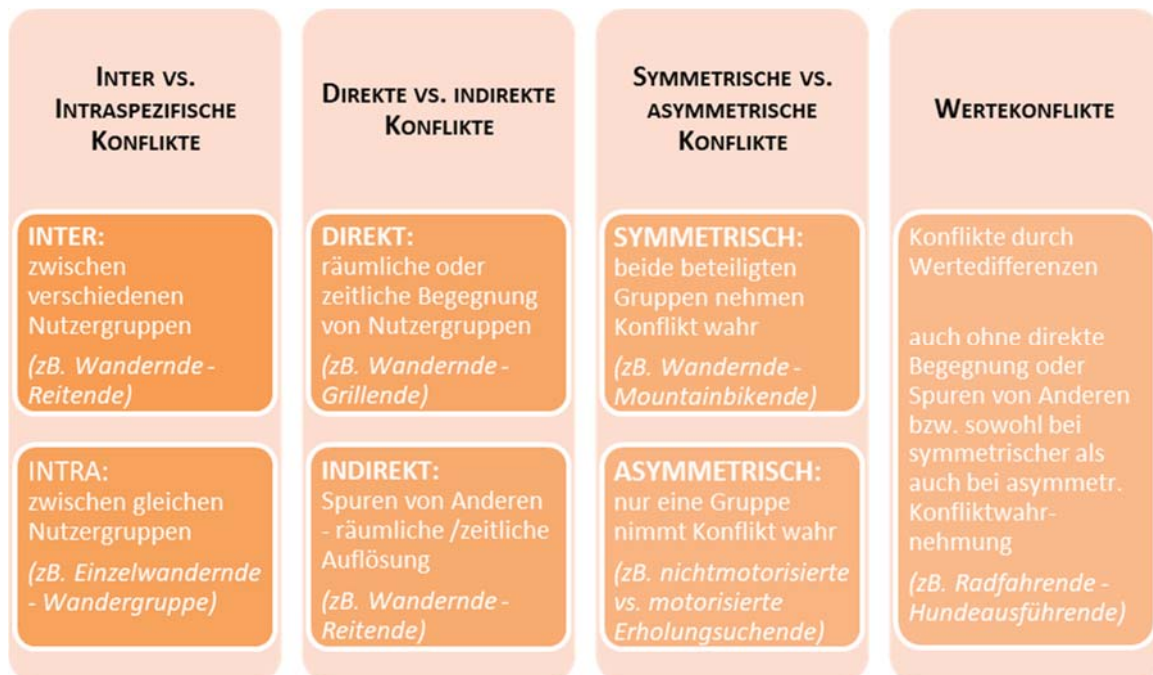 INTER VS.
INTRASPEZIFISCHE
KONFLIKTE
INTER:
zwischen
verschiedenen
Nutzergruppen
(zB. Wandernde -
Reitende)
INTRA:
zwischen gleichen
Nutzergruppen
(zB. Einzelwandernde
- Wandergruppe)
DIREKTE VS. INDIREKTE
KONFLIKTE
DIREKT:
räumliche oder
zeitliche Begegnung
von Nutzergruppen
(zB. Wandernde -
Grillende)
INDIREKT:
Spuren von Anderen
- räumliche /zeitliche
Auflösung
(zB. Wandernde -
Reitende)
SYMMETRISCHE VS.
ASYMMETRISCHE
KONFLIKTE
SYMMETRISCH:
beide beteiligten
Gruppen nehmen
Konflikt wahr
(zB. Wandernde -
Mountainbikende)
ASYMMETRISCH:
nur eine Gruppe
nimmt Konflikt wahr
(zB. nichtmotorisierte
vs. motorisierte
Erholungsuchende)
WERTEKONFLIKTE
Konflikte durch
Wertedifferenzen
auch ohne direkte
Begegnung oder
Spuren von Anderen
bzw. sowohl bei
symmetrischer als
auch bei asymmetr.
Konfliktwahr-
nehmung
(zB. Radfahrende -
Hundeausführende)